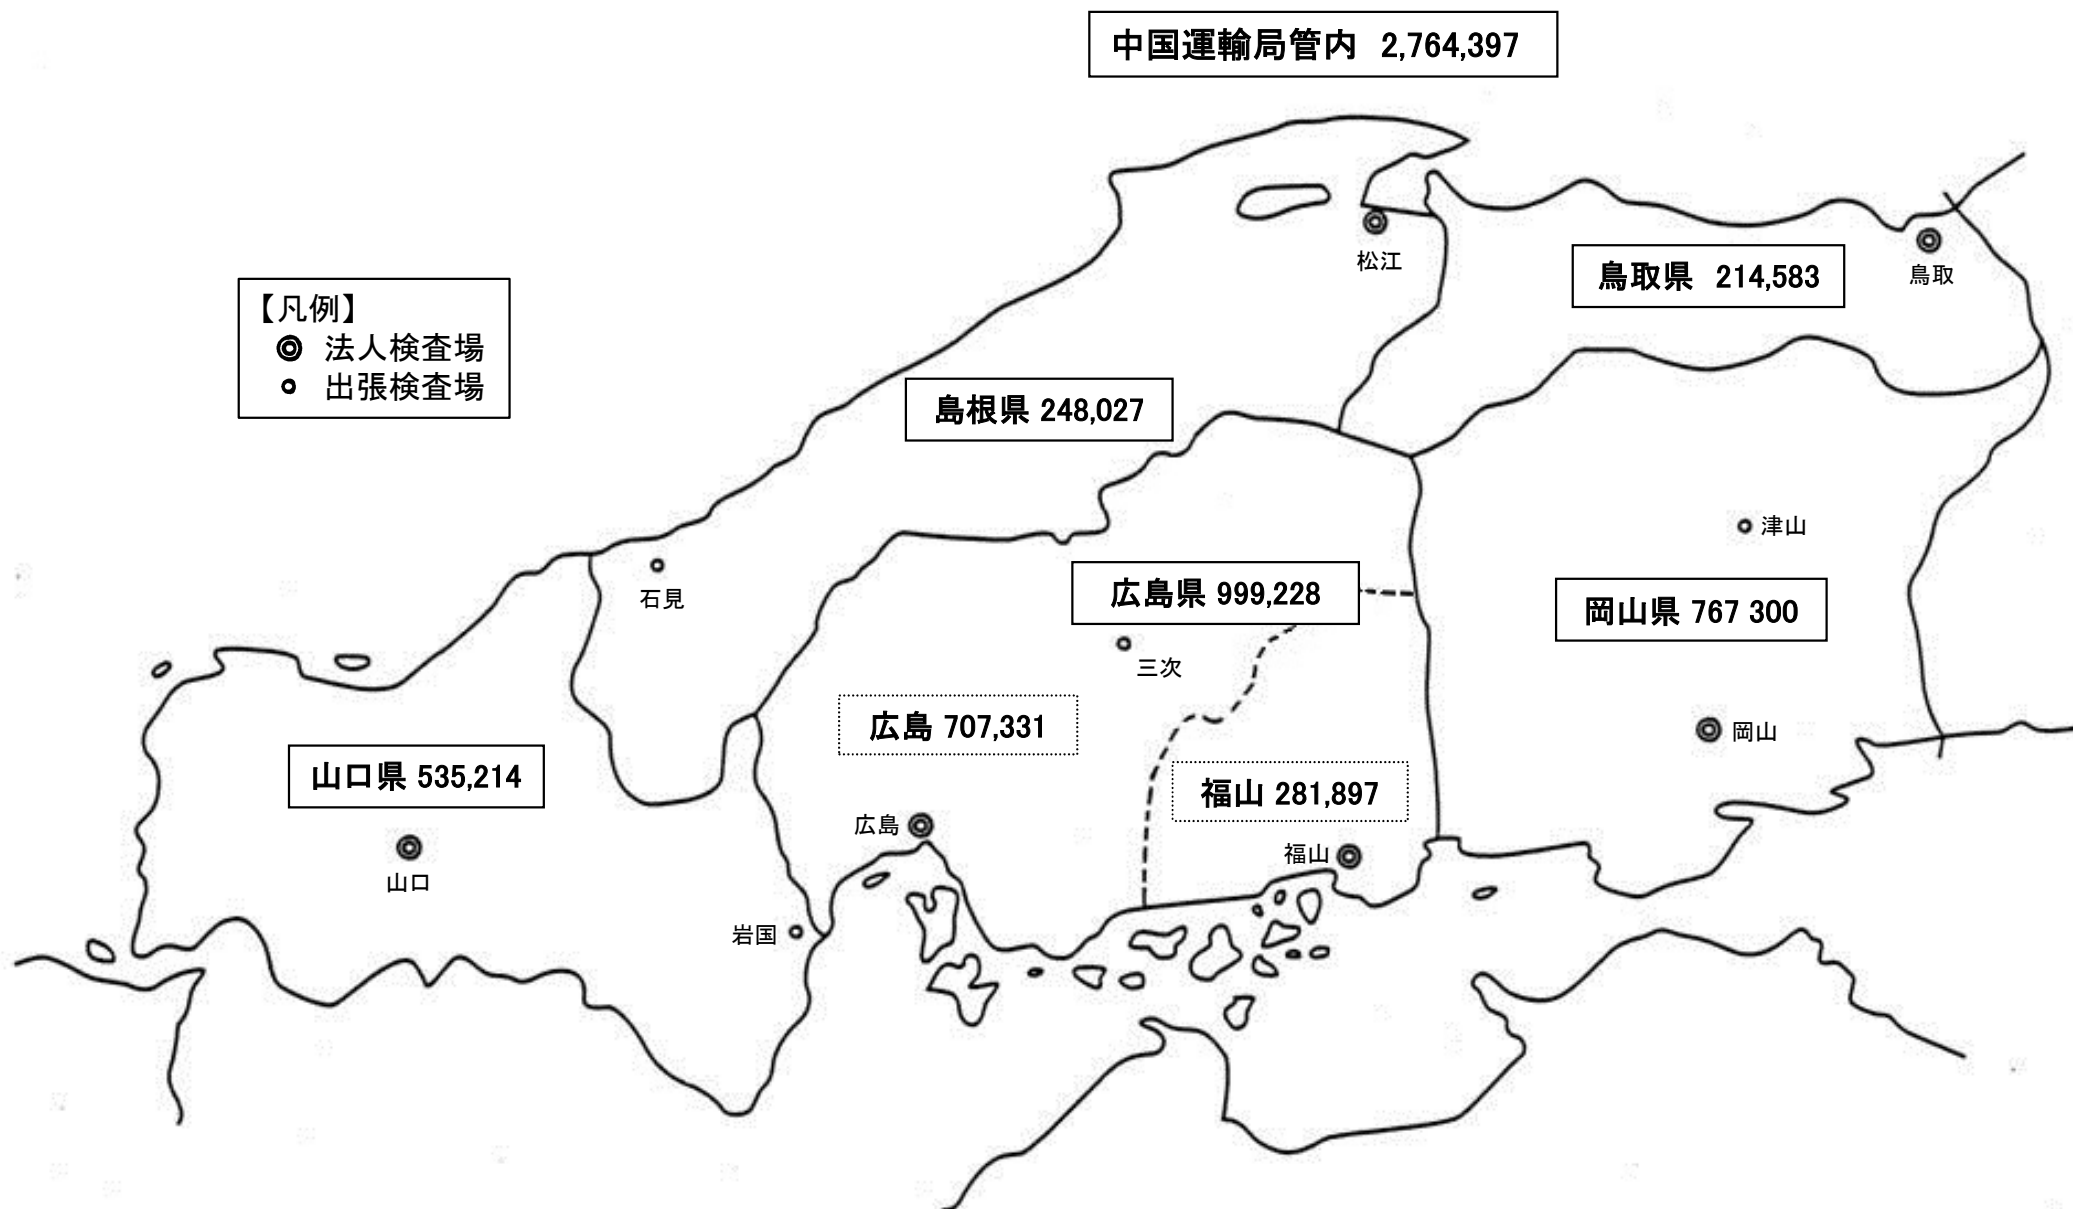 中国運輸局管内 2,764,397
松江
鳥取県 214,583
鳥取
【凡例】
◎ 法人検査場
○ 出張検査場
島根県 248,027
津山
石見
広島県 999,228
岡山県 767 300
三次
広島 707,331
岡山
山口県 535,214
福山 281,897
広島
福山
山口
岩国